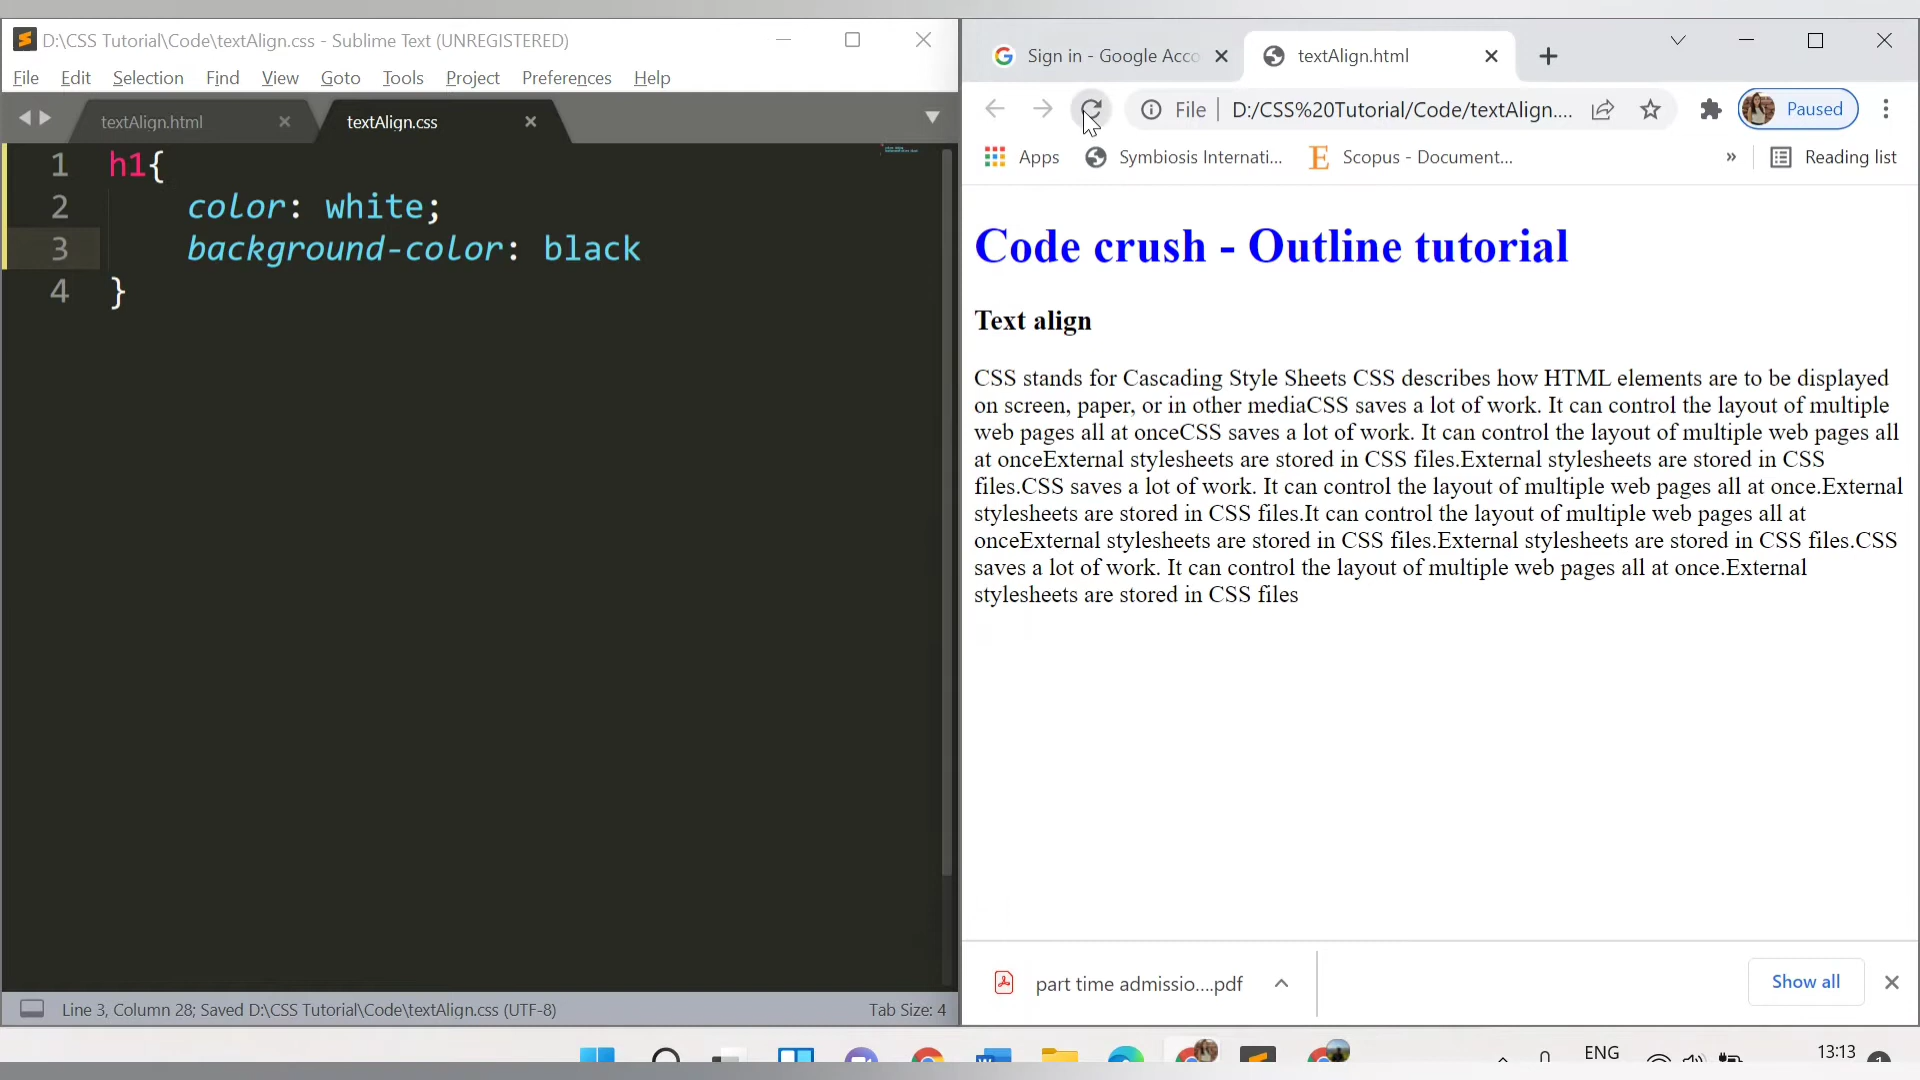 D:\CSS Tutorial\Code\textAlign.css - Sublime Text (UNREGISTERED)
File Edit Selection Find View Goto Tools Project Preferences Help
textAlign.html
textAlign.css
1 h1{
2 color: white;
3 background-color: black
4 }
Line 3, Column 28; Saved D:\CSS Tutorial\Code\textAlign.css (UTF-8)
Tab Size: 4
Sign in - Google Acco
textAlign.html
File D:/CSS%20Tutorial/Code/textAlign.... Paused
Apps Symbiosis Internati... Scopus - Document... » Reading list
Code crush - Outline tutorial
Text align
CSS stands for Cascading Style Sheets CSS describes how HTML elements are to be displayed
on screen, paper, or in other mediaCSS saves a lot of work. It can control the layout of multiple
web pages all at onceCSS saves a lot of work. It can control the layout of multiple web pages all
at onceExternal stylesheets are stored in CSS files.External stylesheets are stored in CSS
files.CSS saves a lot of work. It can control the layout of multiple web pages all at once.External
stylesheets are stored in CSS files.It can control the layout of multiple web pages all at
onceExternal stylesheets are stored in CSS files.External stylesheets are stored in CSS files.CSS
saves a lot of work. It can control the layout of multiple web pages all at once.External
stylesheets are stored in CSS files
part time admissio....pdf
Show all
ENG
13:13
1